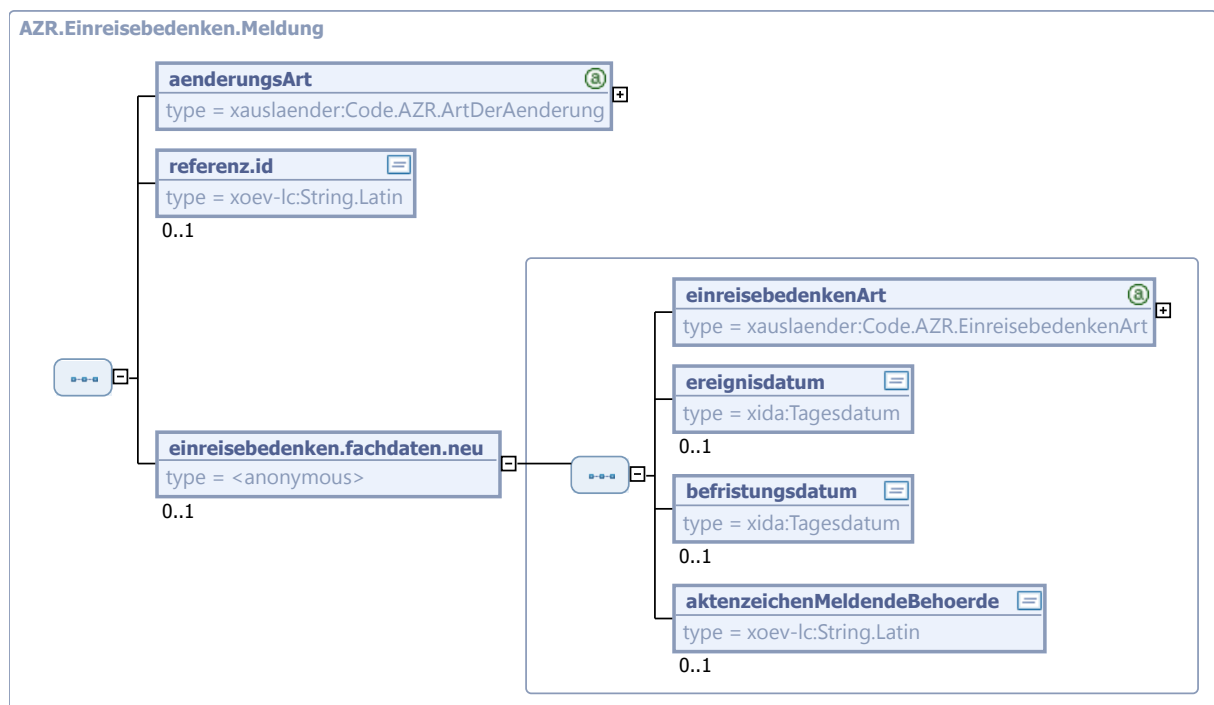 AZR.Einreisebedenken.Meldung
aenderungsArt
type = xauslaender:Code.AZR.ArtDerAenderung
referenz.id
type = xoev-lc:String.Latin
0..1
einreisebedenken.fachdaten.neu
type = <anonymous>
0..1
einreisebedenkenArt
type = xauslaender:Code.AZR.EinreisebedenkenArt
ereignisdatum
type = xida:Tagesdatum
0..1
befristungsdatum
type = xida:Tagesdatum
0..1
aktenzeichenMeldendeBehoerde
type = xoev-lc:String.Latin
0..1